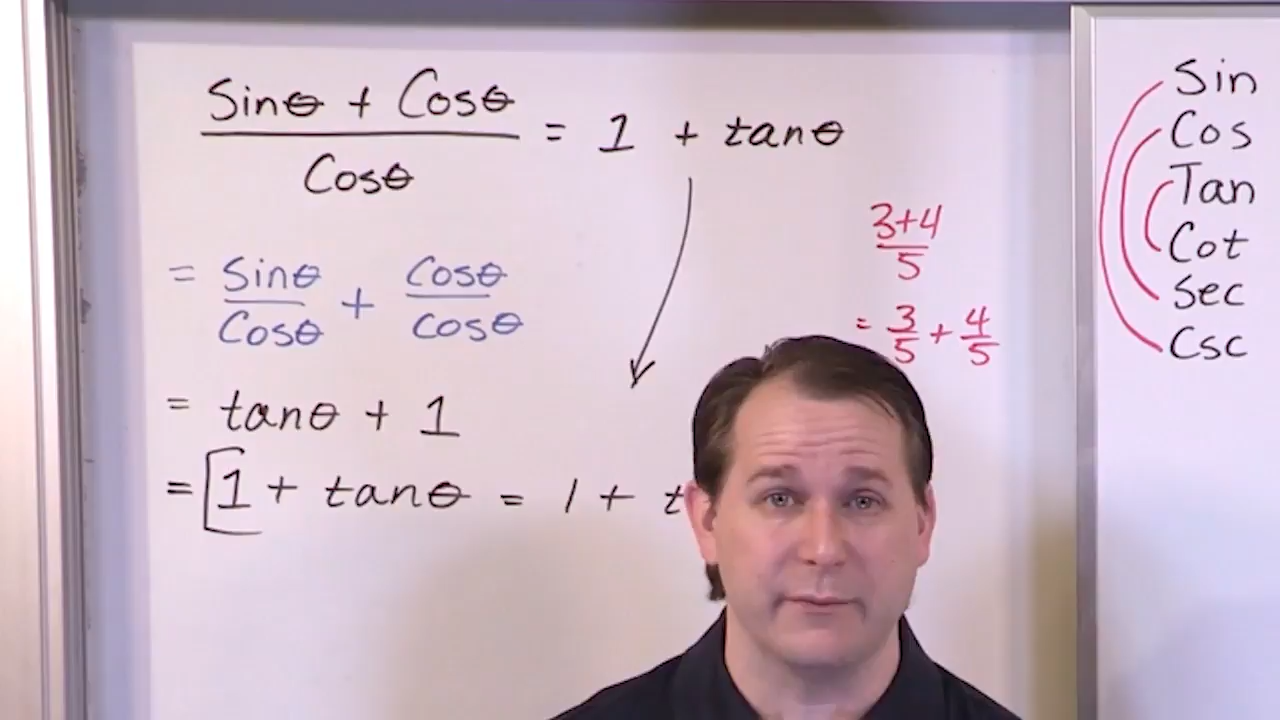 Sinθ + Cosθ
Cosθ
= 1 + tanθ
= Sinθ/Cosθ + Cosθ/Cosθ
= tanθ + 1
= [1 + tanθ = 1 + t
3+4
5
= 3/5 + 4/5
Sin
Cos
Tan
Cot
Sec
Csc